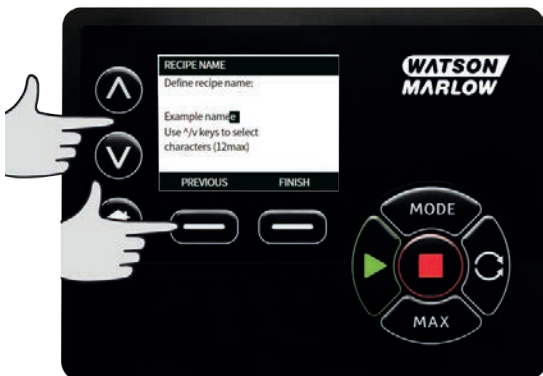 RECIPE NAME
Define recipe name:
Example namee
Use ^/v keys to select
characters (12max)
PREVIOUS FINISH
WATSON
MARLOW
MODE
MAX